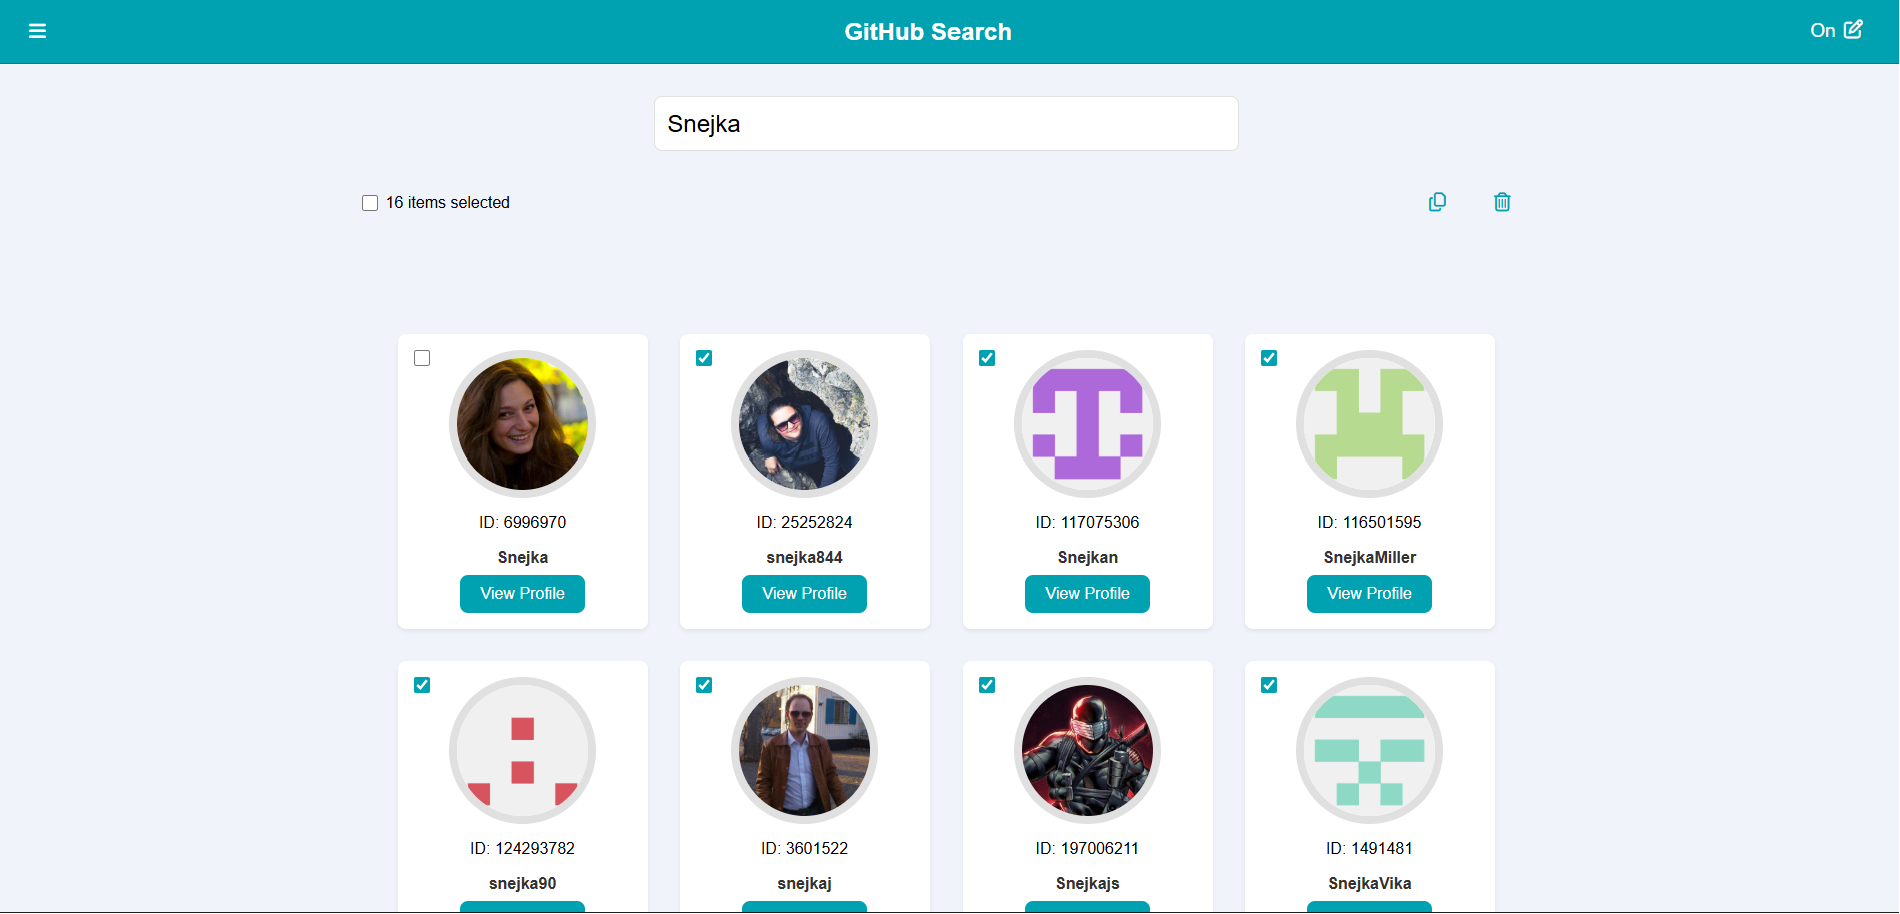 GitHub Search
On
Snejka
16 items selected
ID: 6996970
Snejka
View Profile
ID: 25252824
snejka844
View Profile
ID: 117075306
Snejkan
View Profile
ID: 116501595
SnejkaMiller
View Profile
ID: 124293782
snejka90
ID: 3601522
snejkaj
ID: 197006211
Snejkajs
ID: 1491481
SnejkaVika